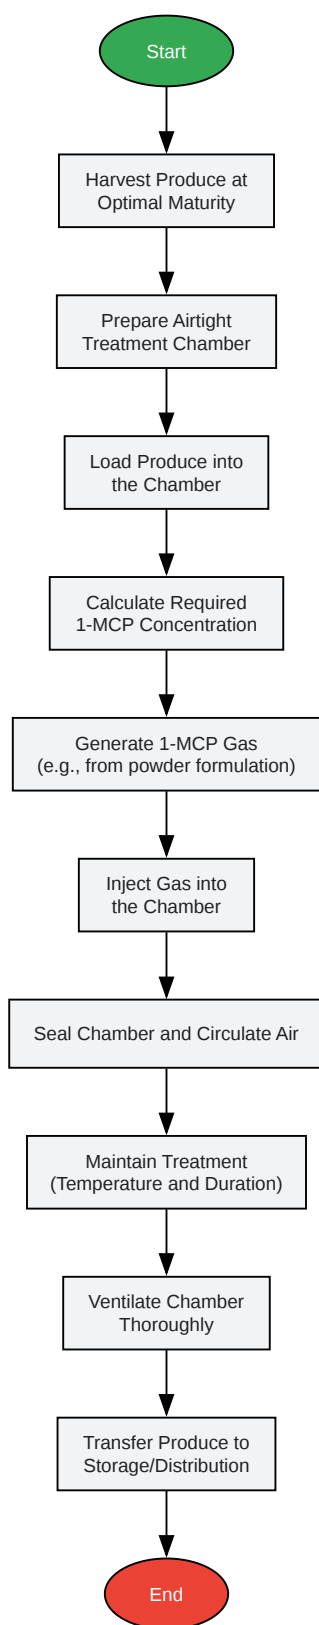 Start
Harvest Produce at
Optimal Maturity
Prepare Airtight
Treatment Chamber
Load Produce into
the Chamber
Calculate Required
1-MCP Concentration
Generate 1-MCP Gas
(e.g., from powder formulation)
Inject Gas into
the Chamber
Seal Chamber and Circulate Air
Maintain Treatment
(Temperature and Duration)
Ventilate Chamber
Thoroughly
Transfer Produce to
Storage/Distribution
End